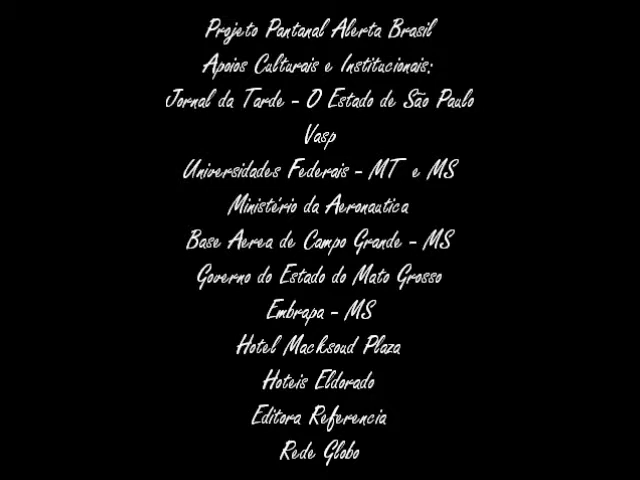 Projeto Pantanal Alerta Brasil
Apoios Culturais e Institucionais:
Jornal da Tarde - O Estado de São Paulo
Vasp
Universidades Federais - MT e MS
Ministério da Aeronautica
Base Aerea de Campo Grande - MS
Governo do Estado do Mato Grosso
Embrapa - MS
Hotel Macksoud Plaza
Hoteis Eldorado
Editora Referencia
Rede Globo